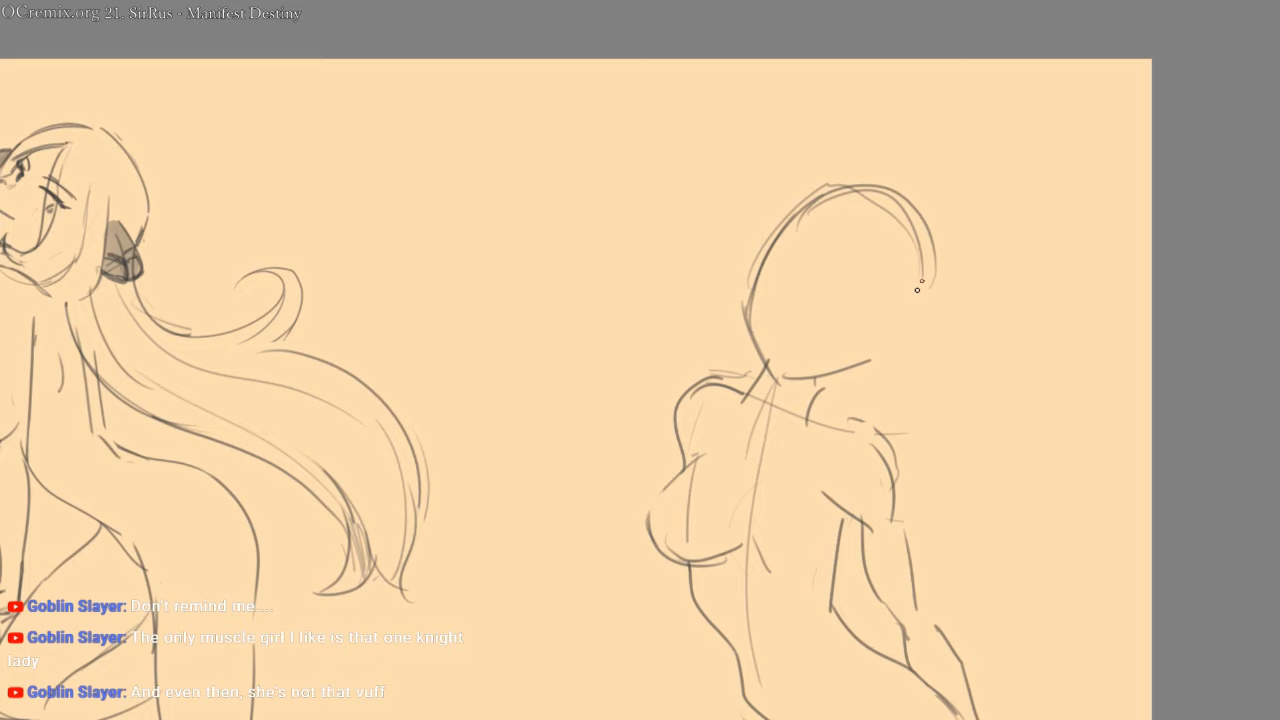 OCremix.org 21. SirRus - Manifest Destiny
Goblin Slayer: Don't remind me....
Goblin Slayer: The only muscle girl I like is that one knight
lady
Goblin Slayer: And even then, she's not that vuff